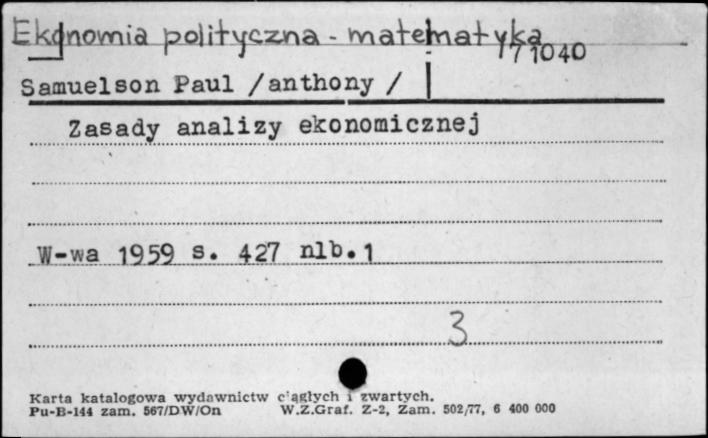 Ekonomia polityczna - matematyka
171040
Samuelson Paul /anthony /
Zasady analizy ekonomicznej
W-wa 1959 s. 427 nlb.1
3
Karta katalogowa wydawnictw ciągłych i zwartych.
Pu-B-144 zam. 567/DW/On W.Z.Graf. Z-2, Zam. 502/77, 6 400 000